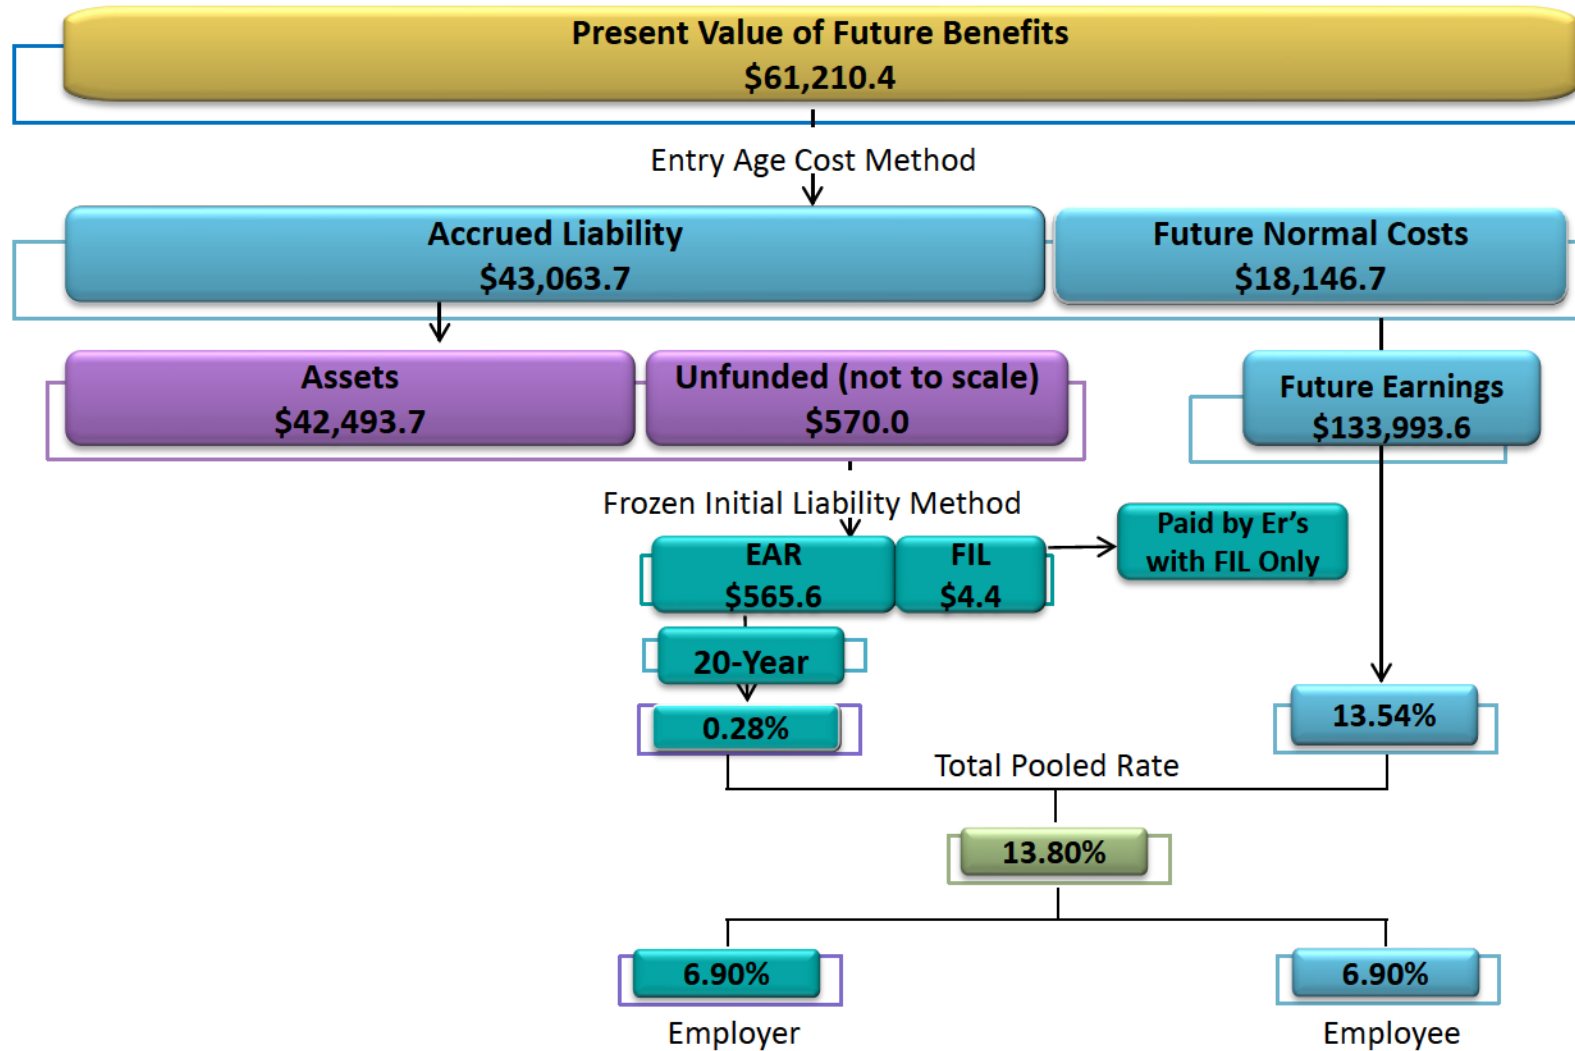 Present Value of Future Benefits
$61,210.4
Entry Age Cost Method
Accrued Liability
$43,063.7
Future Normal Costs
$18,146.7
Assets
$42,493.7
Unfunded (not to scale)
$570.0
Future Earnings
$133,993.6
Frozen Initial Liability Method
EAR
$565.6
FIL
$4.4
Paid by Er’s
with FIL Only
20-Year
0.28%
13.54%
Total Pooled Rate
13.80%
6.90%
Employer
6.90%
Employee